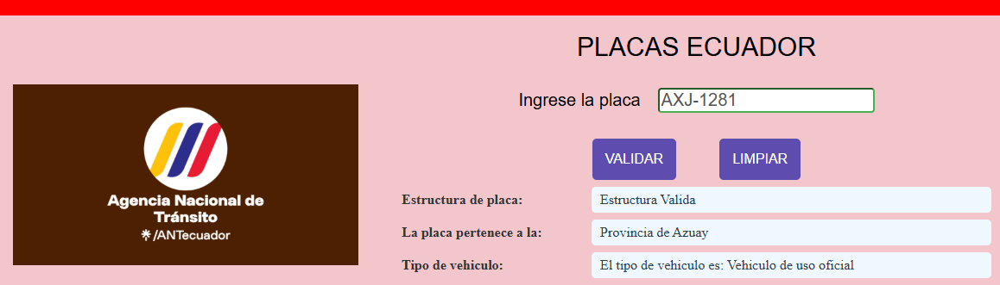 PLACAS ECUADOR
Ingrese la placa AXJ-1281
VALIDAR LIMPIAR
Agencia Nacional de
Tránsito
/ANTecuador
Estructura de placa: Estructura Valida
La placa pertenece a la: Provincia de Azuay
Tipo de vehiculo: El tipo de vehiculo es: Vehiculo de uso oficial